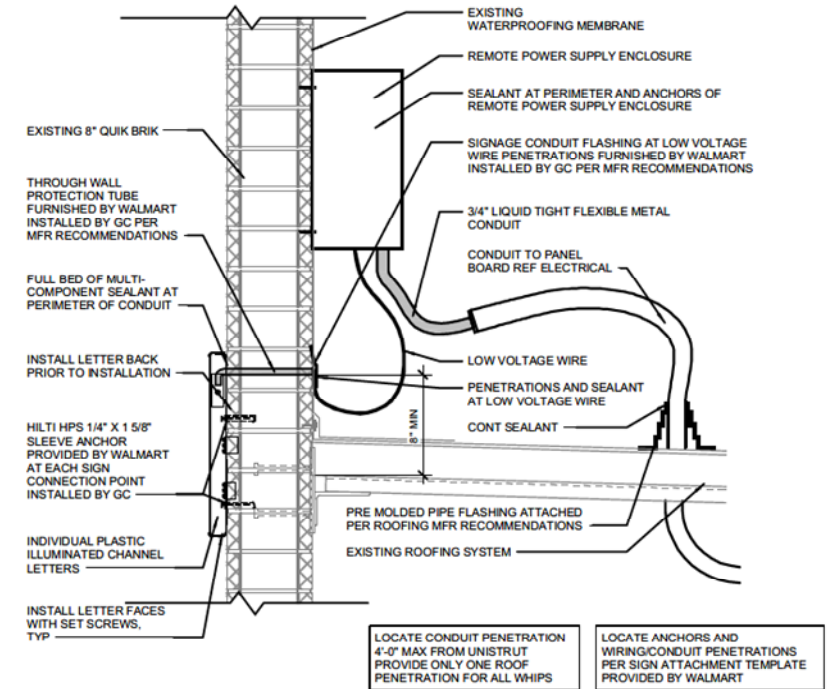 EXISTING
WATERPROOFING MEMBRANE
REMOTE POWER SUPPLY ENCLOSURE
SEALANT AT PERIMETER AND ANCHORS OF
REMOTE POWER SUPPLY ENCLOSURE
EXISTING 8" QUIK BRIK
SIGNAGE CONDUIT FLASHING AT LOW VOLTAGE
WIRE PENETRATIONS FURNISHED BY WALMART
INSTALLED BY GC PER MFR RECOMMENDATIONS
THROUGH WALL
PROTECTION TUBE
FURNISHED BY WALMART
INSTALLED BY GC PER
MFR RECOMMENDATIONS
3/4" LIQUID TIGHT FLEXIBLE METAL
CONDUIT
CONDUIT TO PANEL
BOARD REF ELECTRICAL
FULL BED OF MULTI-
COMPONENT SEALANT AT
PERIMETER OF CONDUIT
INSTALL LETTER BACK
PRIOR TO INSTALLATION
LOW VOLTAGE WIRE
PENETRATIONS AND SEALANT
AT LOW VOLTAGE WIRE
8" MIN
CONT SEALANT
HILTI HPS 1/4" X 1 5/8"
SLEEVE ANCHOR
PROVIDED BY WALMART
AT EACH SIGN
CONNECTION POINT
INSTALLED BY GC
PRE MOLDED PIPE FLASHING ATTACHED
PER ROOFING MFR RECOMMENDATIONS
EXISTING ROOFING SYSTEM
INDIVIDUAL PLASTIC
ILLUMINATED CHANNEL
LETTERS
INSTALL LETTER FACES
WITH SET SCREWS,
TYP
LOCATE CONDUIT PENETRATION
4'-0" MAX FROM UNISTRUT
PROVIDE ONLY ONE ROOF
PENETRATION FOR ALL WHIPS
LOCATE ANCHORS AND
WIRING/CONDUIT PENETRATIONS
PER SIGN ATTACHMENT TEMPLATE
PROVIDED BY WALMART